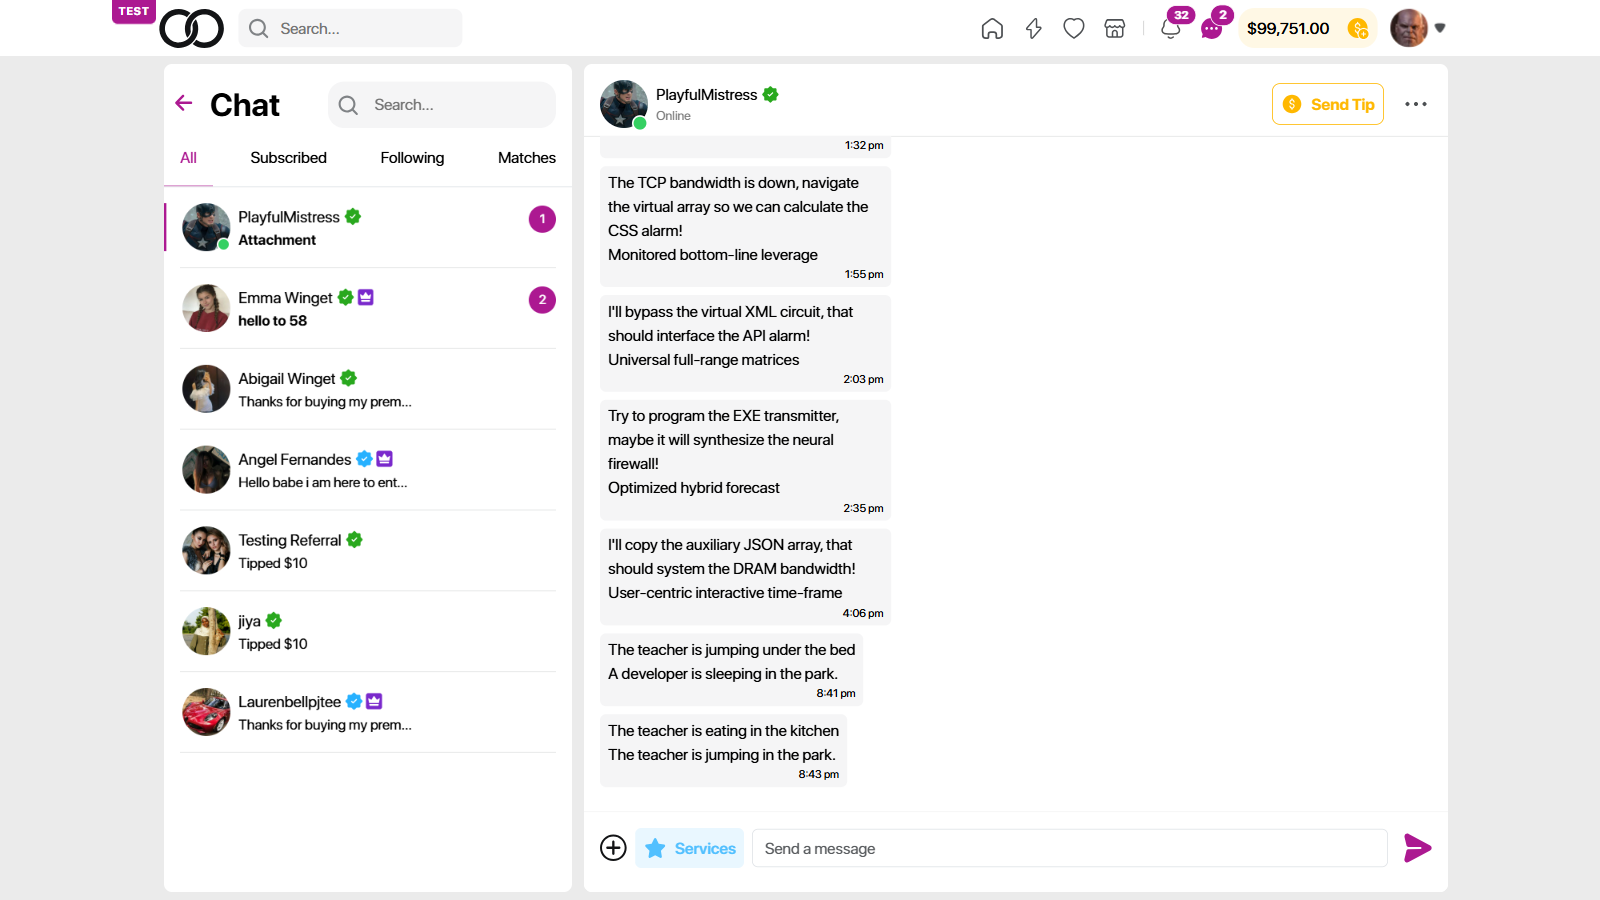 TEST
Search...
32
2
$99,751.00
Chat
Search...
All
Subscribed
Following
Matches
PlayfulMistress
Attachment
1
Emma Winget
hello to 58
2
Abigail Winget
Thanks for buying my prem...
Angel Fernandes
Hello babe i am here to ent...
Testing Referral
Tipped $10
jiya
Tipped $10
Laurenbellpjtee
Thanks for buying my prem...
PlayfulMistress
Online
Send Tip
1:32 pm
The TCP bandwidth is down, navigate
the virtual array so we can calculate the
CSS alarm!
Monitored bottom-line leverage
1:55 pm
I'll bypass the virtual XML circuit, that
should interface the API alarm!
Universal full-range matrices
2:03 pm
Try to program the EXE transmitter,
maybe it will synthesize the neural
firewall!
Optimized hybrid forecast
2:35 pm
I'll copy the auxiliary JSON array, that
should system the DRAM bandwidth!
User-centric interactive time-frame
4:06 pm
The teacher is jumping under the bed
A developer is sleeping in the park.
8:41 pm
The teacher is eating in the kitchen
The teacher is jumping in the park.
8:43 pm
Services
Send a message